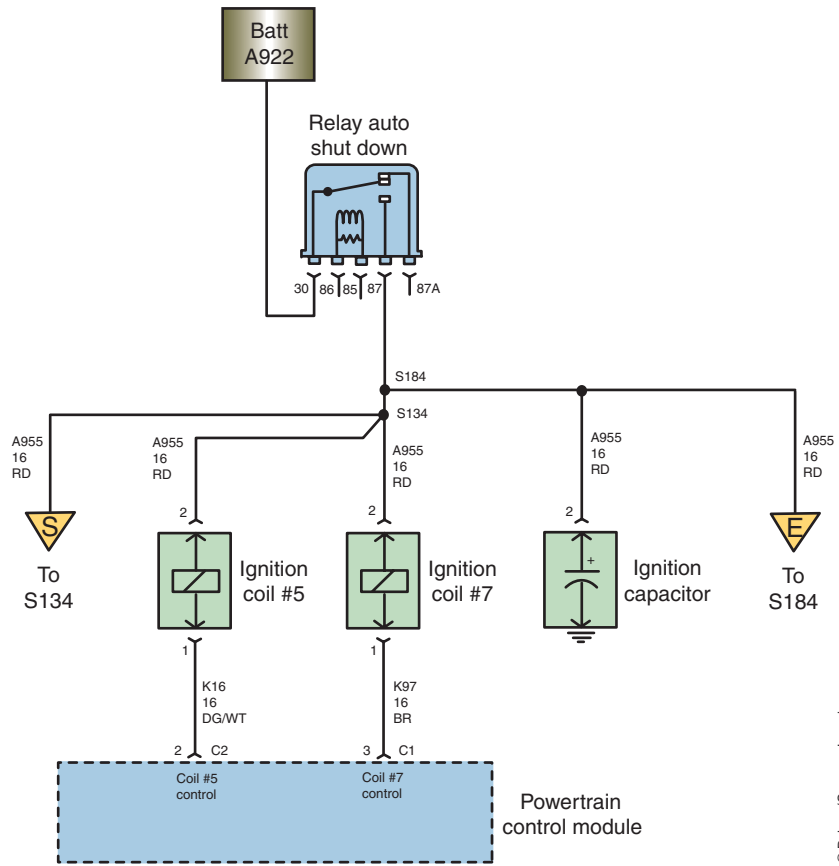 Batt
A922
Relay auto
shut down
30
86
85
87
87A
S184
S134
A955
16
RD
A955
16
RD
A955
16
RD
A955
16
RD
A955
16
RD
2
2
2
S
To
S134
Ignition
coil #5
Ignition
coil #7
+
Ignition
capacitor
E
To
S184
1
1
K16
16
DG/WT
K97
16
BR
2
C2
3
C1
Coil #5
control
Coil #7
control
Powertrain
control module